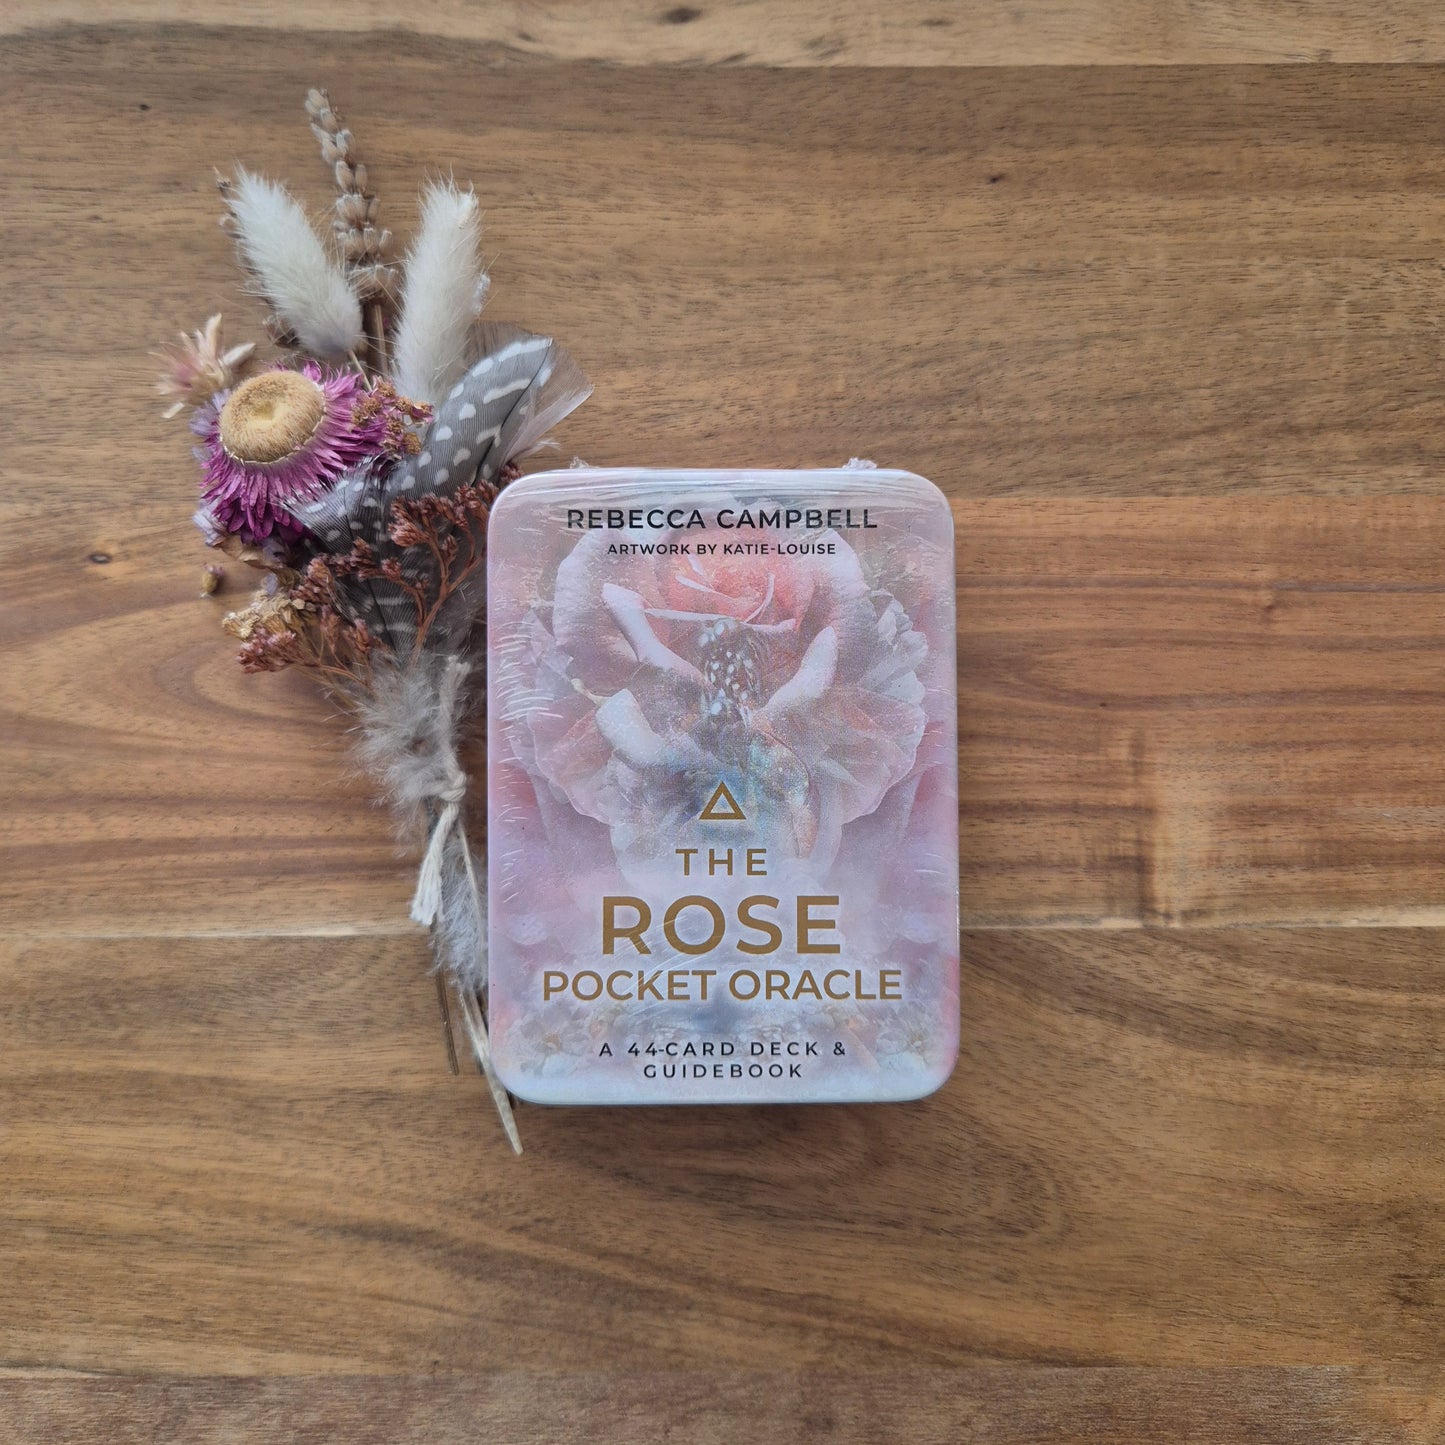 REBECCA CAMPBELL
ARTWORK BY KATIE-LOUISE
THE
ROSE
POCKET ORACLE
A 44-CARD DECK &
GUIDEBOOK